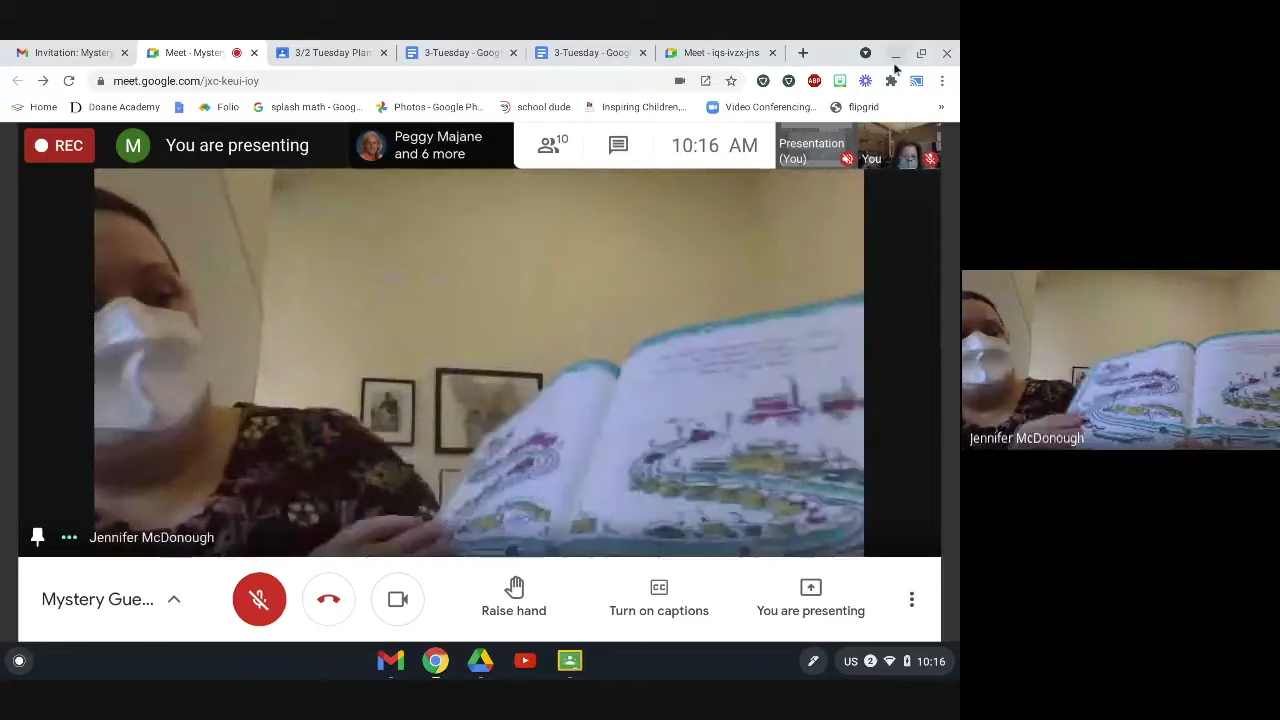 Invitation: Myster
Meet - Myster
3/2 Tuesday Plan
3-Tuesday - Goog
3-Tuesday - Goog
Meet - iqs-ivzx-jns
meet.google.com/jxc-keui-ioy
ABP
Home
Doane Academy
Folio
splash math - Goog...
Photos - Google Ph...
school dude
Inspiring Children,...
Video Conferencing...
flipgrid
REC
M
You are presenting
Peggy Majane
and 6 more
10
10:16 AM
Presentation
(You)
You
Jennifer McDonough
Jennifer McDonough
Mystery Gue...
Raise hand
CC
Turn on captions
You are presenting
US
2
10:16